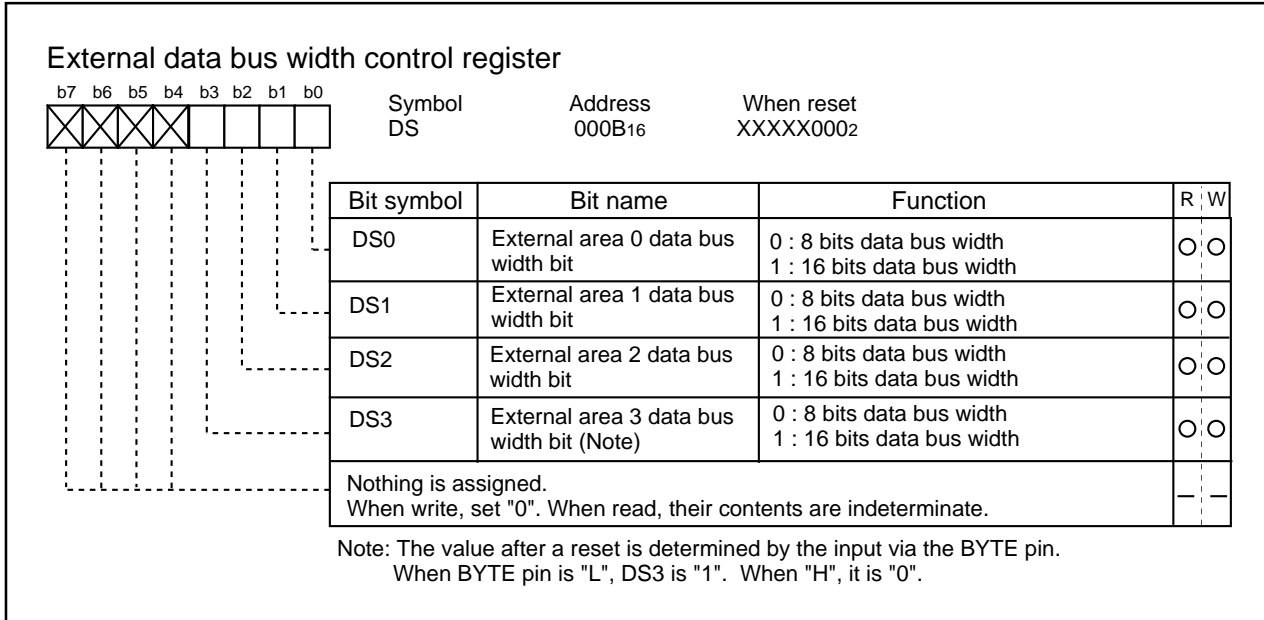 External data bus width control register
b7 b6 b5 b4 b3 b2 b1 b0
Symbol Address When reset
DS 000B16 XXXXX0002
Bit symbol Bit name Function R W
DS0 External area 0 data bus width bit 0 : 8 bits data bus width
1 : 16 bits data bus width
DS1 External area 1 data bus width bit 0 : 8 bits data bus width
1 : 16 bits data bus width
DS2 External area 2 data bus width bit 0 : 8 bits data bus width
1 : 16 bits data bus width
DS3 External area 3 data bus width bit (Note) 0 : 8 bits data bus width
1 : 16 bits data bus width
Nothing is assigned.
When write, set "0". When read, their contents are indeterminate.
Note: The value after a reset is determined by the input via the BYTE pin.
When BYTE pin is "L", DS3 is "1". When "H", it is "0".